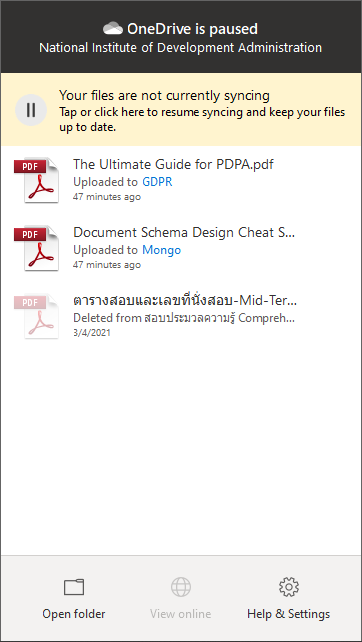 OneDrive is paused
National Institute of Development Administration
Your files are not currently syncing
Tap or click here to resume syncing and keep your files
up to date.
PDF
The Ultimate Guide for PDPA.pdf
Uploaded to GDPR
47 minutes ago
PDF
Document Schema Design Cheat S...
Uploaded to Mongo
47 minutes ago
PDF
ตารางสอบและเลขที่นั่งสอบ-Mid-Ter...
Deleted from สอบประมวลความรู้ Compreh...
3/4/2021
Open folder
View online
Help & Settings